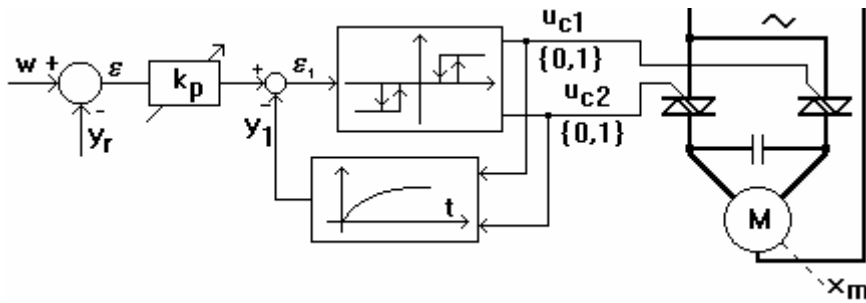 u_c1
w + ε k_p + ε_1 {0,1}
- - u_c2
y_r y_1 {0,1}
t
M
x_m